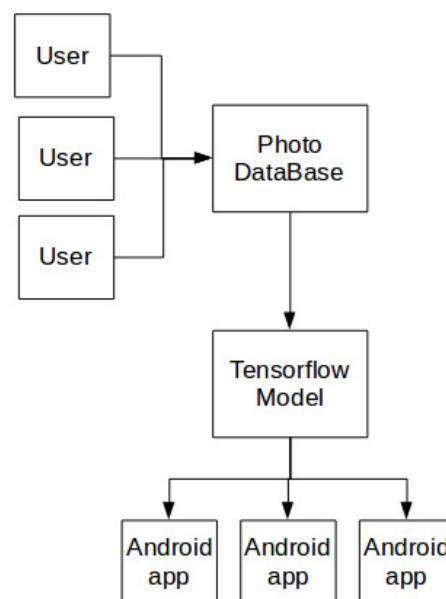 User
User
User
Photo
DataBase
Tensorflow
Model
Android
app
Android
app
Android
app